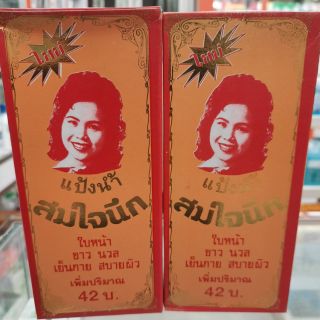 ใหม่
แป้งน้ำ
สมใจนึก
ใบหน้า
ขาว นวล
เย็นกาย สบายผิว
เพิ่มปริมาณ
42 บ.
ใหม่
แป้งน้ำ
สมใจนึก
ใบหน้า
ขาว นวล
เย็นกาย สบายผิว
เพิ่มปริมาณ
42 บ.